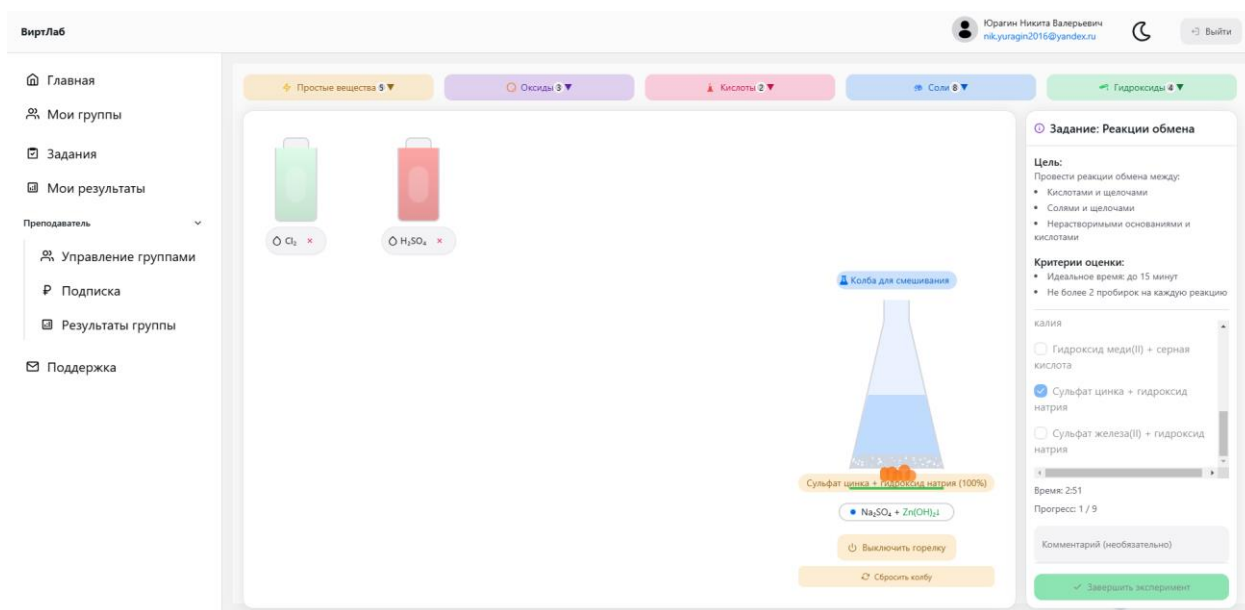 ВиртЛаб
Юрагин Никита Валерьевич
nik.yuragin2016@yandex.ru
Выйти
Главная
Мои группы
Задания
Мои результаты
Преподаватель
Управление группами
₽ Подписка
Результаты группы
Поддержка
Простые вещества 5 ▼
Оксиды 3 ▼
Кислоты 2 ▼
Соли 8 ▼
Гидроксиды 4 ▼
Cl₂ ×
H₂SO₄ ×
Колба для смешивания
Сульфат цинка + гидроксид натрия (100%)
Na₂SO₄ + Zn(OH)₂↓
Выключить горелку
Сбросить колбу
Задание: Реакции обмена
Цель:
Провести реакции обмена между:
• Кислотами и щелочами
• Солями и щелочами
• Нерастворимыми основаниями и
кислотами
Критерии оценки:
• Идеальное время: до 15 минут
• Не более 2 пробирок на каждую реакцию
калия
Гидроксид меди(II) + серная
кислота
Сульфат цинка + гидроксид
натрия
Сульфат железа(II) + гидроксид
натрия
Время: 2:51
Прогресс: 1 / 9
Комментарий (необязательно)
Завершить эксперимент